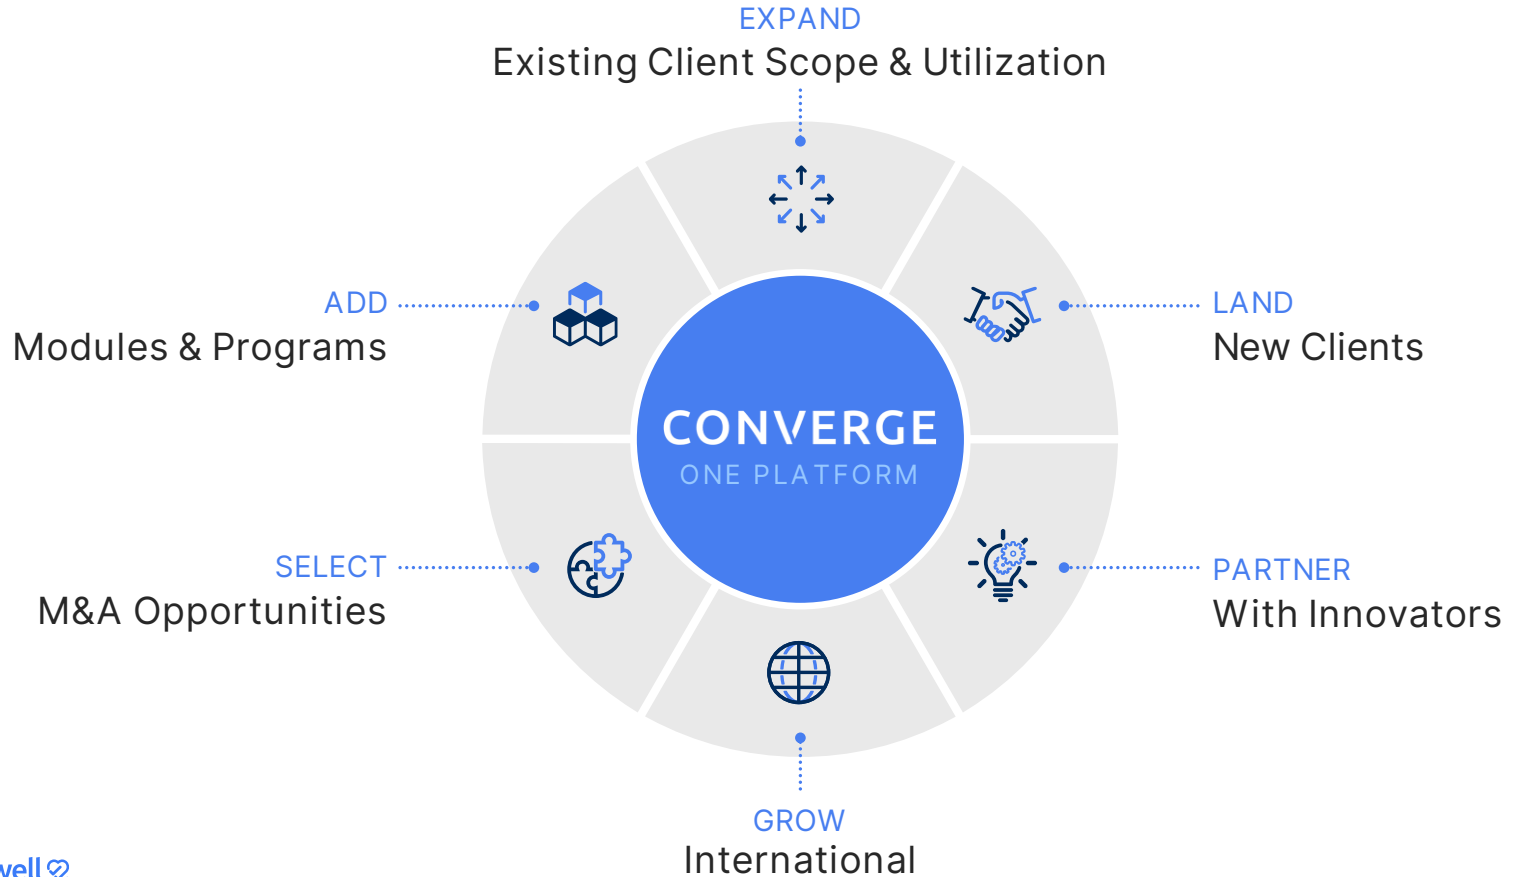 EXPAND
Existing Client Scope & Utilization
ADD
Modules & Programs
LAND
New Clients
CONVERGE
ONE PLATFORM
SELECT
M&A Opportunities
PARTNER
With Innovators
GROW
International